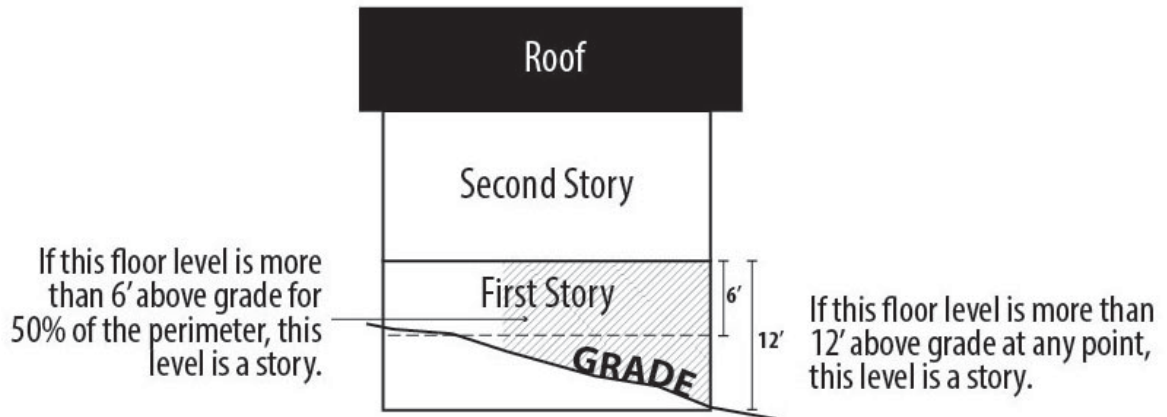 Roof
Second Story
If this floor level is more
than 6' above grade for
50% of the perimeter, this
level is a story.
First Story
6'
12'
GRADE
If this floor level is more than
12' above grade at any point,
this level is a story.